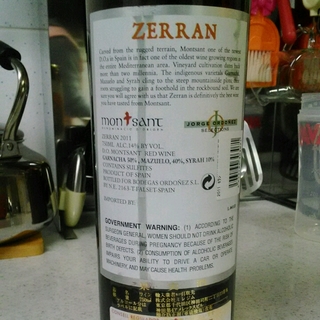 ZERRAN
Carved from the rugged terrain, Montsant one of the newest
D.O.s in Spain is in fact one of the oldest wine growing regions in
the entire Mediterranean area. Vineyard cultivation dates back
more than two millennia. The indigenous varietals Garnacha,
Mazuelo and Syrah cling to the steep mountainside
vines struggling to gain a foothold in the rockbound soil. We
are you will agree with us that Zerran is definitely the best
you have tasted from Montsant.
montsant
JORGE ORDOÑEZ
ZERRAN 2011
750ML ALC. 14% BY VOL.
D.O. MONTSANT RED WINE
GARNACHA 50%, MAZUELO, 40%, SYRAH 10%
CONTAINS SULFITES
PRODUCT OF SPAIN
BOTTLED FOR BODEGAS ORDOÑEZ S.L.
FALSET SPAIN
IMPORTED BY:
GOVERNMENT WARNING: (1) ACCORDING TO THE
SURGEON GENERAL, WOMEN SHOULD NOT DRINK ALCOHOLIC
BEVERAGES DURING PREGNANCY BECAUSE OF THE RISK OF
BIRTH DEFECTS. (2) CONSUMPTION OF ALCOHOLIC BEVERAGES
IMPAIRS YOUR ABILITY TO DRIVE A CAR OR OPERATE
MACHINERY, AND MAY CAUSE HEALTH PROBLEMS.